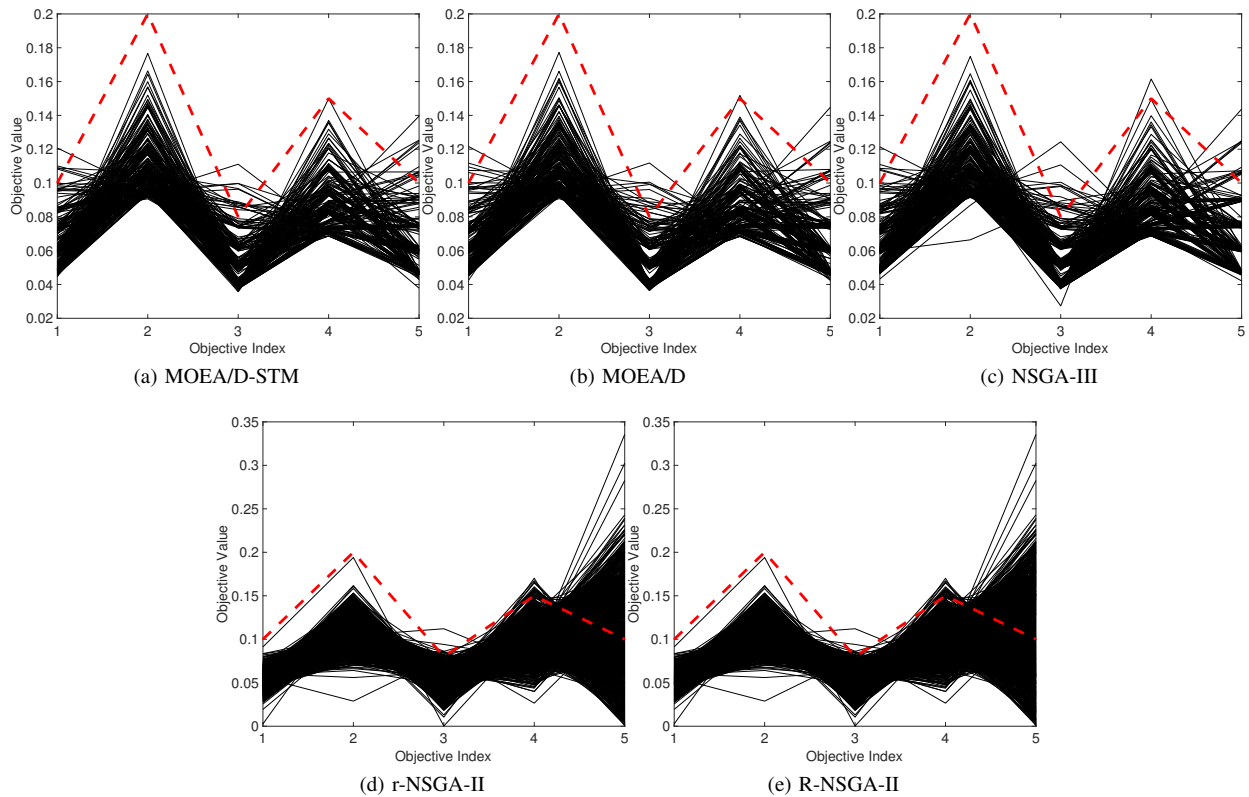 0.2
0.18
0.16
0.14
0.12
0.1
0.08
0.06
0.04
0.02
Objective Value
1 2 3 4 5
Objective Index
(a) MOEA/D-STM
0.2
0.18
0.16
0.14
0.12
0.1
0.08
0.06
0.04
0.02
Objective Value
1 2 3 4 5
Objective Index
(b) MOEA/D
0.2
0.18
0.16
0.14
0.12
0.1
0.08
0.06
0.04
0.02
Objective Value
1 2 3 4 5
Objective Index
(c) NSGA-III
0.35
0.3
0.25
0.2
0.15
0.1
0.05
0
Objective Value
1 2 3 4 5
Objective Index
(d) r-NSGA-II
0.35
0.3
0.25
0.2
0.15
0.1
0.05
0
Objective Value
1 2 3 4 5
Objective Index
(e) R-NSGA-II